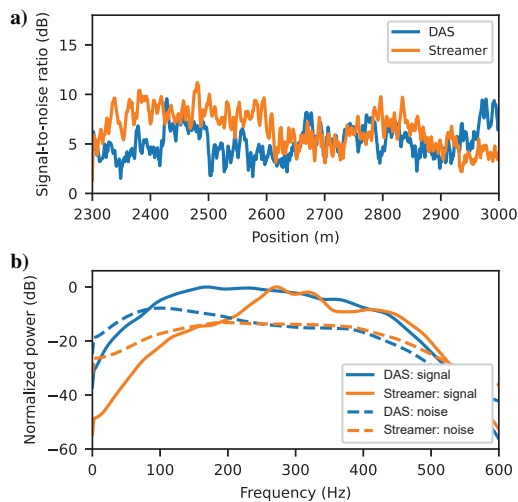 a)
Signal-to-noise ratio (dB)
15
10
5
0
DAS
Streamer
2300 2400 2500 2600 2700 2800 2900 3000
Position (m)
b)
Normalized power (dB)
0
−20
−40
−60
DAS: signal
Streamer: signal
DAS: noise
Streamer: noise
0 100 200 300 400 500 600
Frequency (Hz)